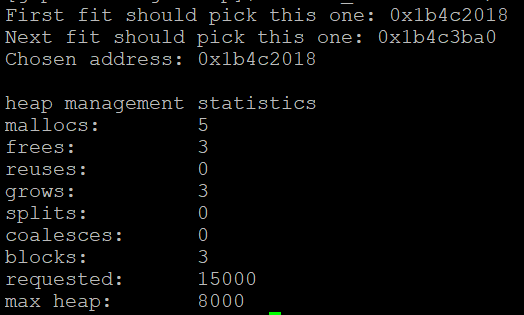 First fit should pick this one: 0x1b4c2018
Next fit should pick this one: 0x1b4c3ba0
Chosen address: 0x1b4c2018
heap management statistics
mallocs: 5
frees: 3
reuses: 0
grows: 3
splits: 0
coalesces: 0
blocks: 3
requested: 15000
max heap: 8000